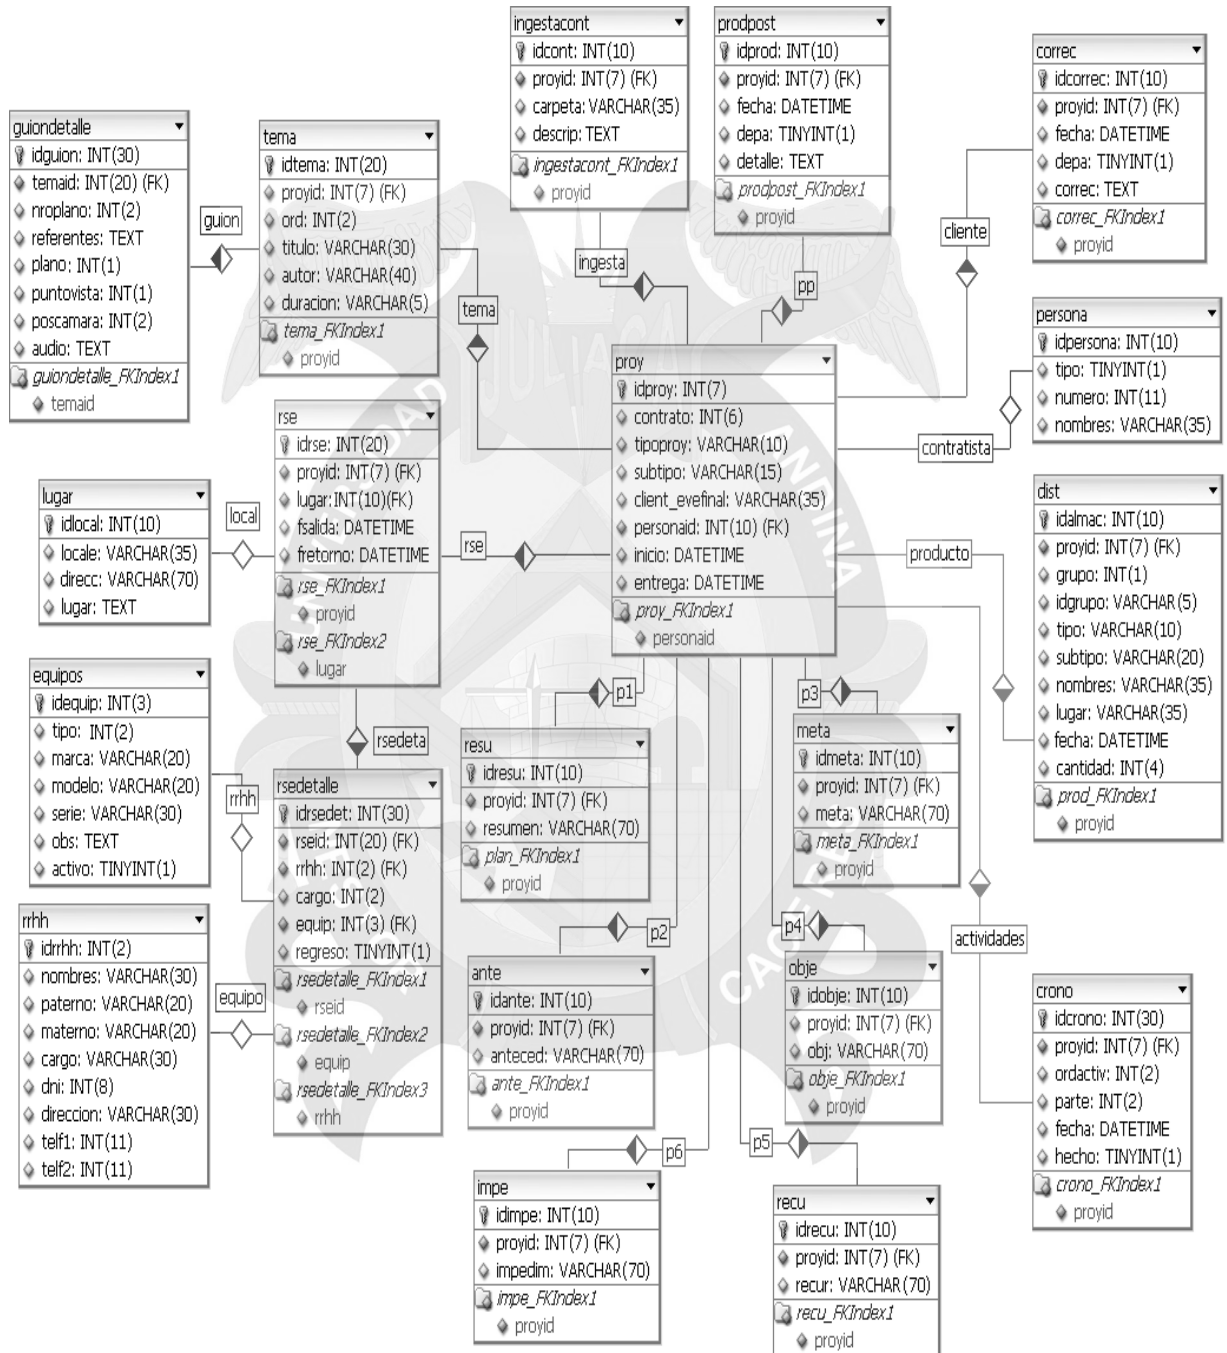 ingestacont
idcont: INT(10)
proyid: INT(7) (FK)
carpeta: VARCHAR(35)
descrip: TEXT
ingestacont_FKIndex1
proyid
prodpost
idprod: INT(10)
proyid: INT(7) (FK)
fecha: DATETIME
depa: TINYINT(1)
detalle: TEXT
prodpost_FKIndex1
proyid
correc
idcorrec: INT(10)
proyid: INT(7) (FK)
fecha: DATETIME
depa: TINYINT(1)
correc: TEXT
correc_FKIndex1
proyid
guiondetalle
idguion: INT(30)
temaid: INT(20) (FK)
nroplano: INT(2)
referentes: TEXT
plano: INT(1)
puntovista: INT(1)
poscamara: INT(2)
audio: TEXT
guiondetalle_FKIndex1
temaid
guion
tema
idtema: INT(20)
proyid: INT(7) (FK)
ord: INT(2)
titulo: VARCHAR(30)
autor: VARCHAR(40)
duracion: VARCHAR(5)
tema_FKIndex1
proyid
tema
ingesta
pp
cliente
persona
idpersona: INT(10)
tipo: TINYINT(1)
numero: INT(11)
nombres: VARCHAR(35)
contratista
proy
idproy: INT(7)
contrato: INT(6)
tipoproy: VARCHAR(10)
subtipo: VARCHAR(15)
client_evefinal: VARCHAR(35)
personaid: INT(10) (FK)
inicio: DATETIME
entrega: DATETIME
proy_FKIndex1
personaid
rse
idrse: INT(20)
proyid: INT(7) (FK)
lugar: INT(10)(FK)
fsalida: DATETIME
fretorno: DATETIME
rse_FKIndex1
proyid
rse_FKIndex2
lugar
rse
lugar
idlocal: INT(10)
locale: VARCHAR(35)
direcc: VARCHAR(70)
lugar: TEXT
local
dist
idalmac: INT(10)
proyid: INT(7) (FK)
grupo: INT(1)
idgrupo: VARCHAR(5)
tipo: VARCHAR(10)
subtipo: VARCHAR(20)
nombres: VARCHAR(35)
lugar: VARCHAR(35)
fecha: DATETIME
cantidad: INT(4)
prod_FKIndex1
proyid
producto
equipos
idequip: INT(3)
tipo: INT(2)
marca: VARCHAR(20)
modelo: VARCHAR(20)
serie: VARCHAR(30)
obs: TEXT
activo: TINYINT(1)
rrhh
rsedeta
rsedetalle
idrsedet: INT(30)
rseid: INT(20) (FK)
rrhh: INT(2) (FK)
cargo: INT(2)
equip: INT(3) (FK)
regreso: TINYINT(1)
rsedetalle_FKIndex1
rseid
rsedetalle_FKIndex2
equip
rsedetalle_FKIndex3
rrhh
p1
resu
idresu: INT(10)
proyid: INT(7) (FK)
resumen: VARCHAR(70)
plan_FKIndex1
proyid
p3
meta
idmeta: INT(10)
proyid: INT(7) (FK)
meta: VARCHAR(70)
meta_FKIndex1
proyid
rrhh
idrrhh: INT(2)
nombres: VARCHAR(30)
paterno: VARCHAR(20)
materno: VARCHAR(20)
cargo: VARCHAR(30)
dni: INT(8)
direccion: VARCHAR(30)
telf1: INT(11)
telf2: INT(11)
equipo
p2
ante
idante: INT(10)
proyid: INT(7) (FK)
anteced: VARCHAR(70)
ante_FKIndex1
proyid
p4
obje
idobje: INT(10)
proyid: INT(7) (FK)
obj: VARCHAR(70)
obje_FKIndex1
proyid
actividades
crono
idcrono: INT(30)
proyid: INT(7) (FK)
ordactiv: INT(2)
parte: INT(2)
fecha: DATETIME
hecho: TINYINT(1)
crono_FKIndex1
proyid
p6
impe
idimpe: INT(10)
proyid: INT(7) (FK)
impedim: VARCHAR(70)
impe_FKIndex1
proyid
p5
recu
idrecu: INT(10)
proyid: INT(7) (FK)
recur: VARCHAR(70)
recu_FKIndex1
proyid
UNIVERSIDAD ANDINA
JULIACA